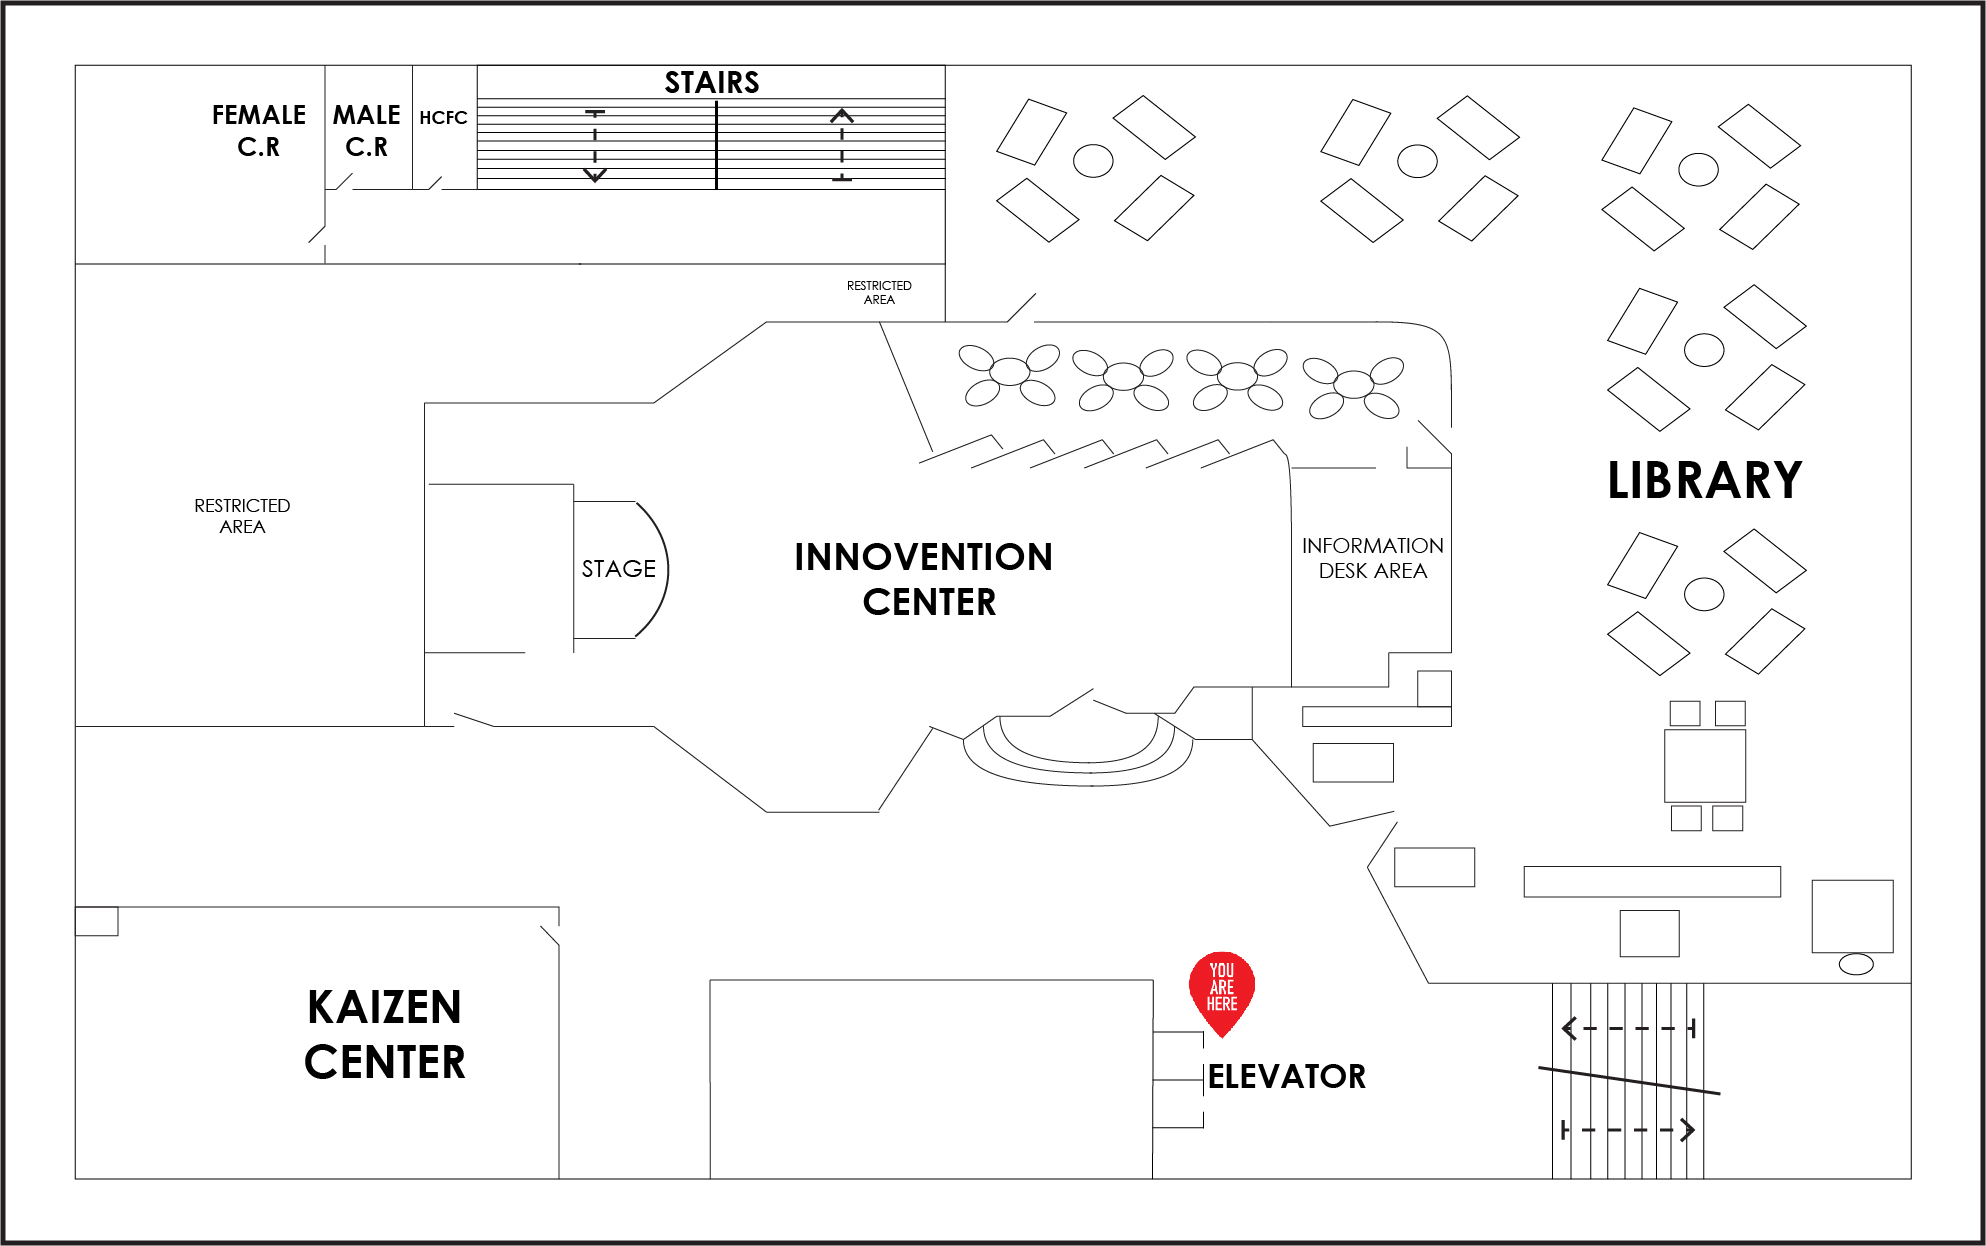 STAIRS
FEMALE
C.R
MALE
C.R
HCFC
RESTRICTED
AREA
LIBRARY
RESTRICTED
AREA
STAGE
INNOVENTION
CENTER
INFORMATION
DESK AREA
KAIZEN
CENTER
YOU
ARE
HERE
ELEVATOR